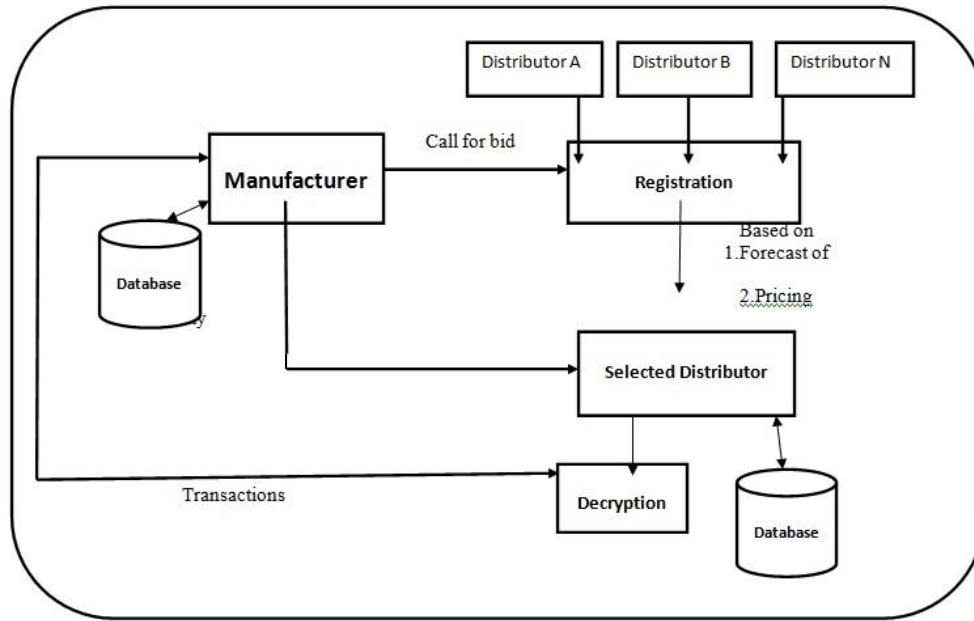 Distributor A
Distributor B
Distributor N
Call for bid
Manufacturer
Registration
Based on
1.Forecast of
2.Pricing
Database
Selected Distributor
Transactions
Decryption
Database